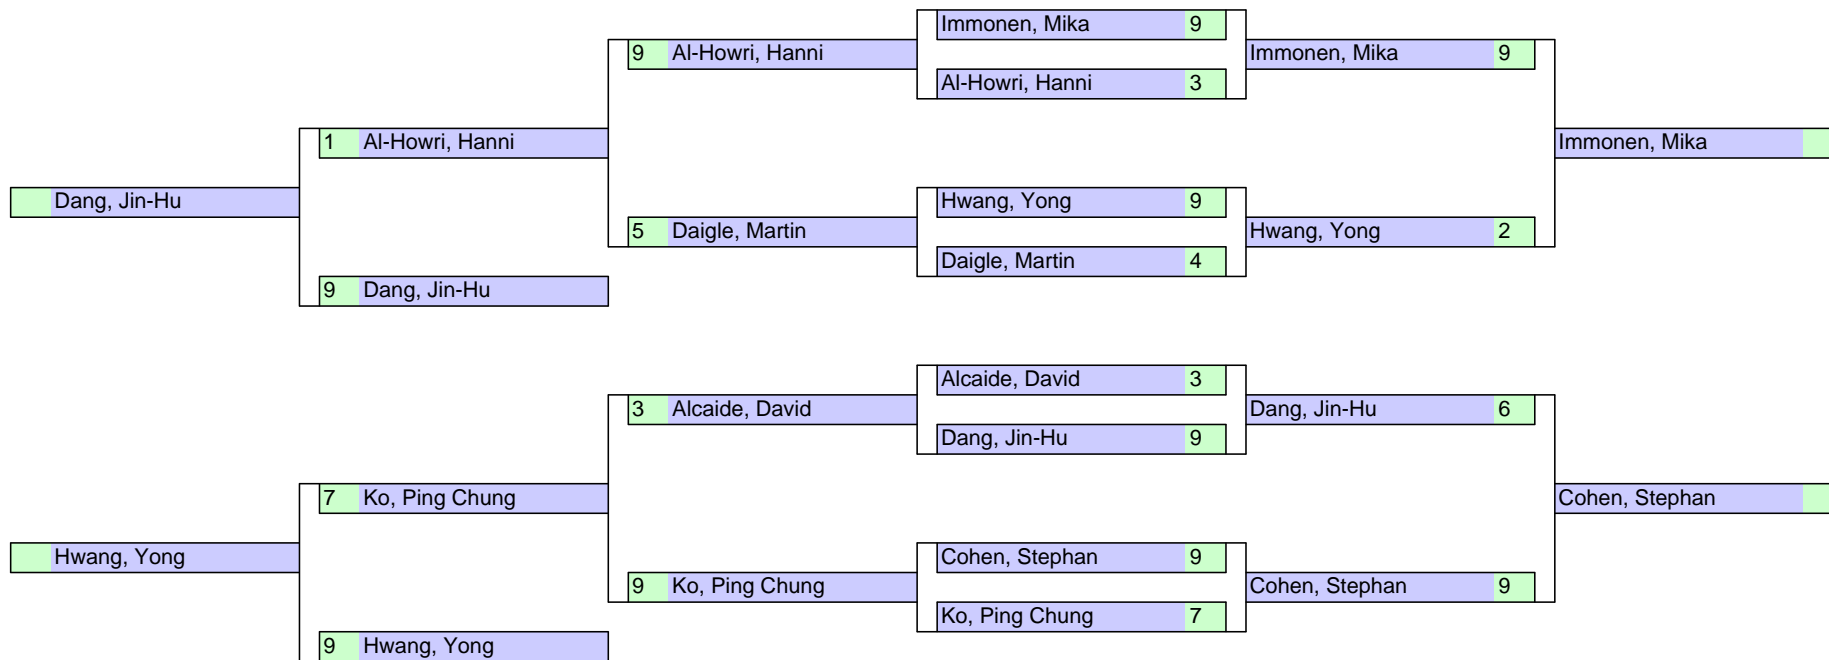 Immonen, Mika 9
9 Al-Howri, Hanni
Immonen, Mika 9
Al-Howri, Hanni 3
1 Al-Howri, Hanni
Immonen, Mika
Dang, Jin-Hu
Hwang, Yong 9
5 Daigle, Martin
Hwang, Yong 2
Daigle, Martin 4
9 Dang, Jin-Hu
Alcaide, David 3
3 Alcaide, David
Dang, Jin-Hu 6
Dang, Jin-Hu 9
7 Ko, Ping Chung
Cohen, Stephan
Hwang, Yong
Cohen, Stephan 9
9 Ko, Ping Chung
Cohen, Stephan 9
Ko, Ping Chung 7
9 Hwang, Yong